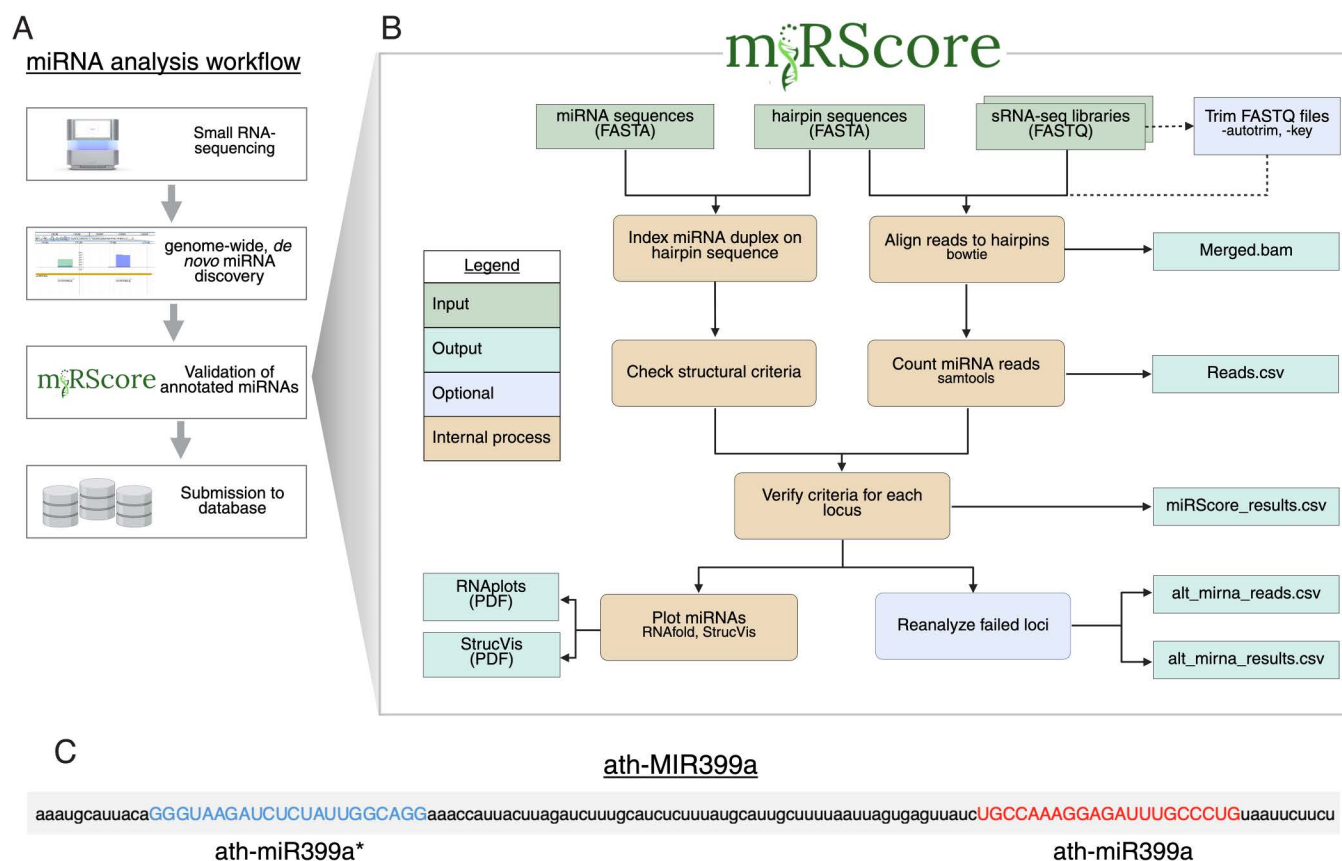 A
miRNA analysis workflow
Small RNA-
sequencing
genome-wide, de
novo miRNA
discovery
miRScore
Validation of
annotated miRNAs
Submission to
database
B
miRScore
miRNA sequences
(FASTA)
hairpin sequences
(FASTA)
sRNA-seq libraries
(FASTQ)
Trim FASTQ files
-autotrim, -key
Index miRNA duplex on
hairpin sequence
Align reads to hairpins
bowtie
Merged.bam
Legend
Input
Output
Optional
Internal process
Check structural criteria
Count miRNA reads
samtools
Reads.csv
Verify criteria for each
locus
miRScore_results.csv
RNAplots
(PDF)
StrucVis
(PDF)
Plot miRNAs
RNAfold, StrucVis
Reanalyze failed loci
alt_mirna_reads.csv
alt_mirna_results.csv
C
ath-MIR399a
aaaugcauuacaGGGUAAGAUCUCUAUUGGCAGGaaaccauuacuuagaucuuugcaucucuuuaugcauugcuuuuaauuagugaguuaucUGCCAAAGGAGAUUUGCCCUGuaauucuucu
ath-miR399a*
ath-miR399a